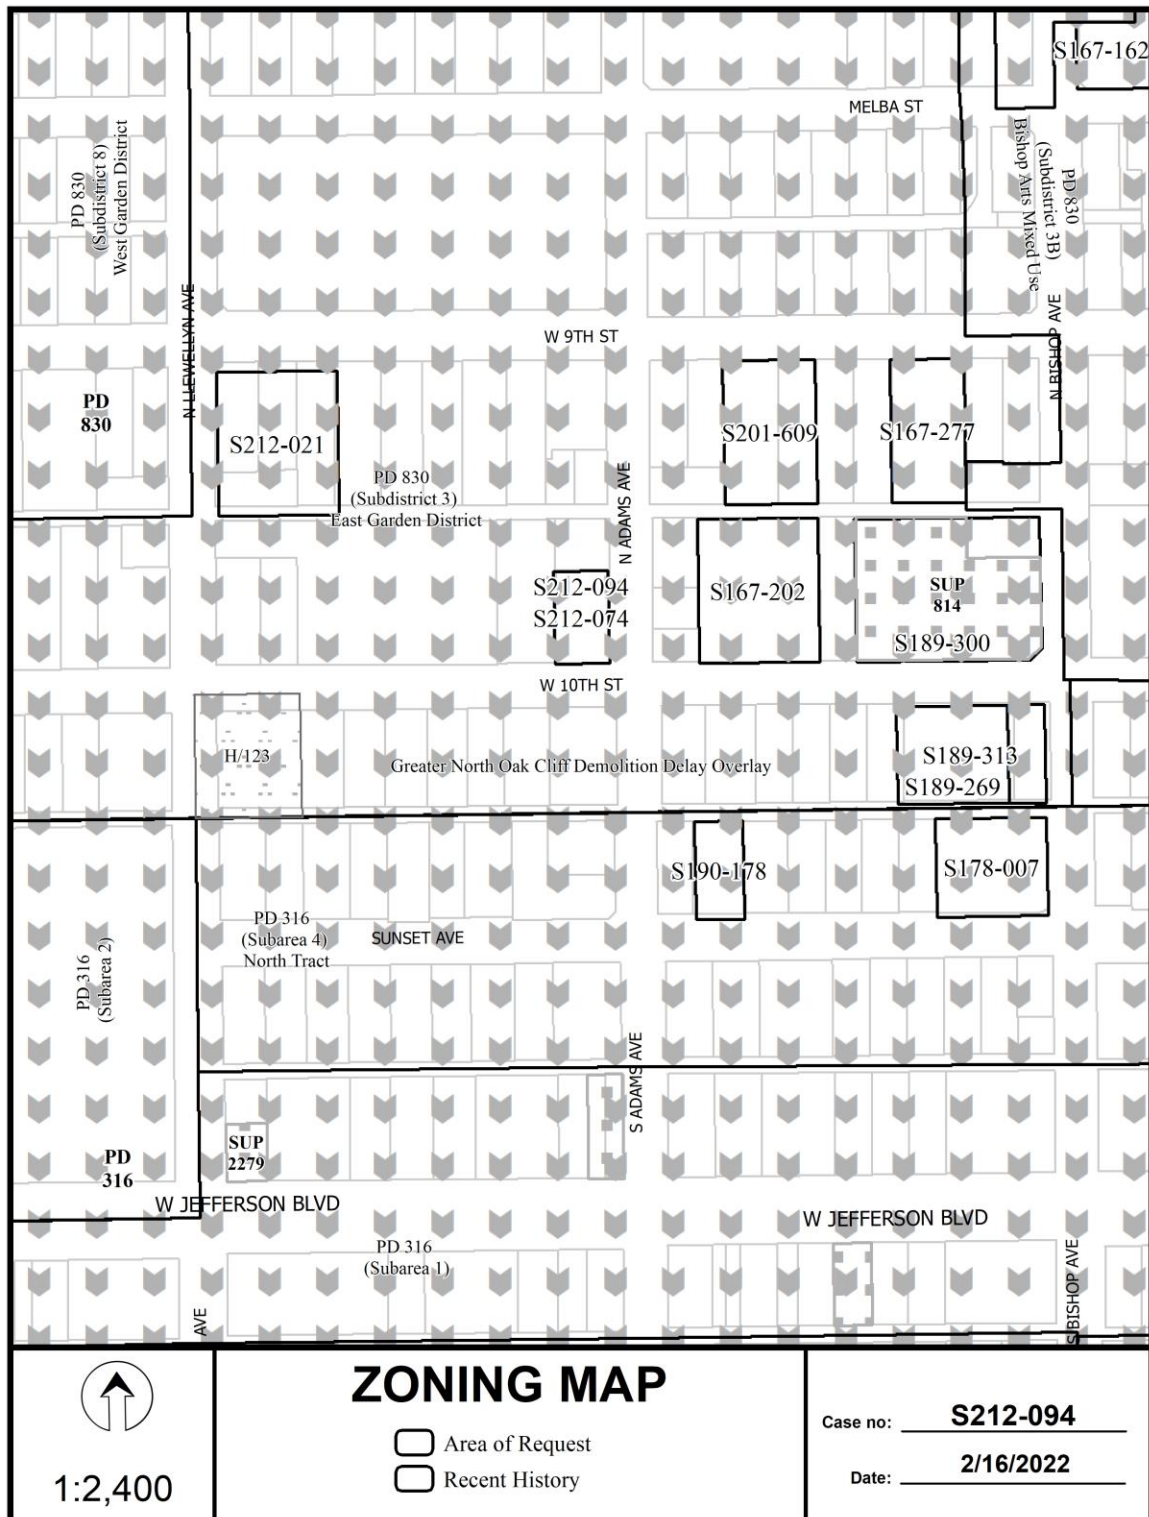 S167-162
MELBA ST
PD 830
(Subdistrict 8)
West Garden District
PD 830
(Subdistrict 3B)
Bishop Arts Mixed Use
N LLEWELLYN AVE
W 9TH ST
N BISHOP AVE
PD
830
S212-021
S201-609
S167-277
PD 830
(Subdistrict 3)
East Garden District
N ADAMS AVE
S212-094
S212-074
S167-202
SUP
814
S189-300
W 10TH ST
H/123
Greater North Oak Cliff Demolition Delay Overlay
S189-313
S189-269
S190-178
S178-007
PD 316
(Subarea 4)
North Tract
SUNSET AVE
PD 316
(Subarea 2)
S ADAMS AVE
SUP
2279
PD
316
W JEFFERSON BLVD
W JEFFERSON BLVD
PD 316
(Subarea 1)
AVE
S BISHOP AVE
1:2,400
ZONING MAP
Area of Request
Recent History
Case no: S212-094
Date: 2/16/2022